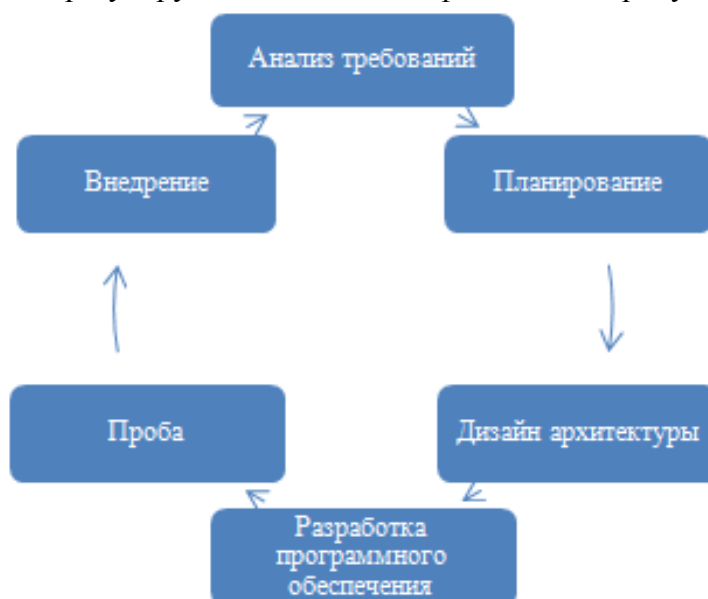 Анализ требований
Внедрение
Планирование
Проба
Дизайн архитектуры
Разработка
программного
обеспечения